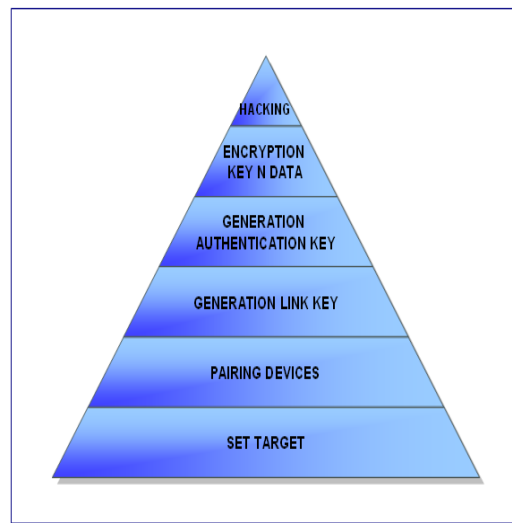 HACKING
ENCRYPTION
KEY N DATA
GENERATION
AUTHENTICATION KEY
GENERATION LINK KEY
PAIRING DEVICES
SET TARGET